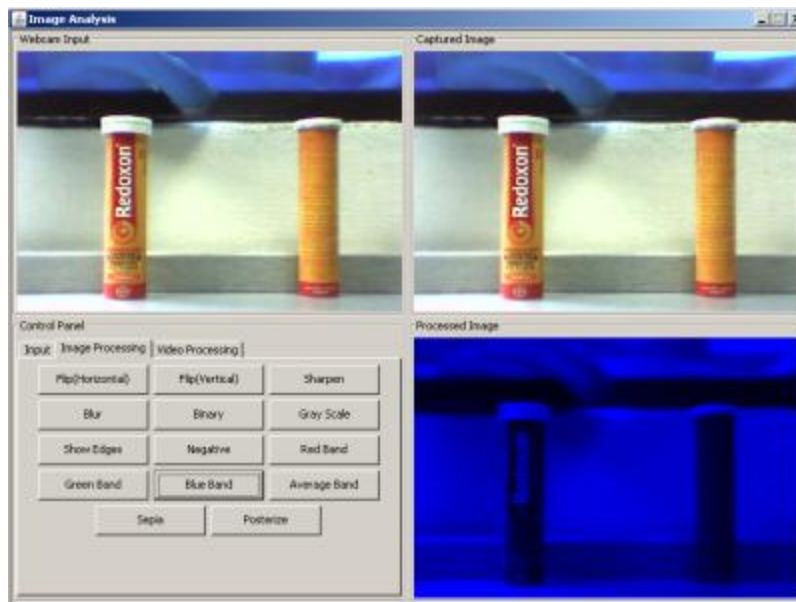 Image Analysis
Webcam Input
Captured Image
Redoxon
Redoxon
Control Panel
Processed Image
Input Image Processing Video Processing
Flip(Horizontal) Flip(Vertical) Sharpen
Blur Binary Gray Scale
Show Edges Negative Red Band
Green Band Blue Band Average Band
Sepia Posterize
Redoxon